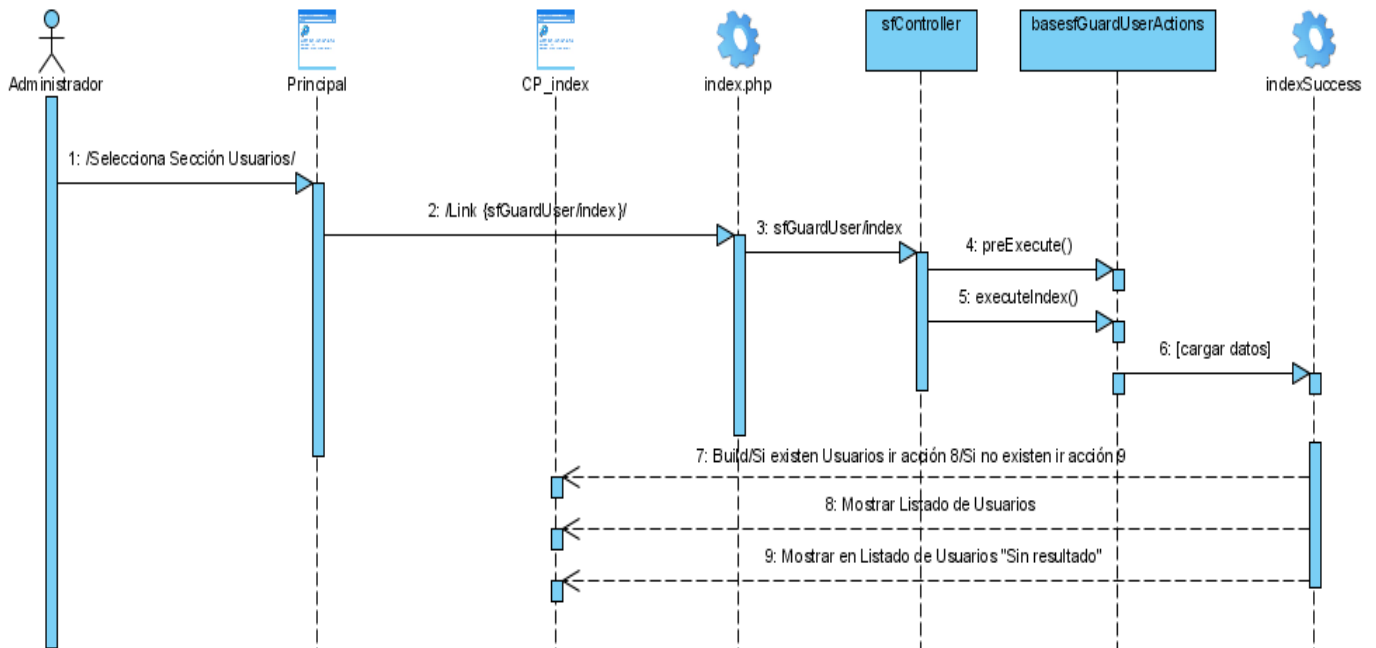 sfController
basesfGuardUserActions
Administrador
Principal
CP_index
index.php
indexSuccess
1: /Selecciona Sección Usuarios/
2: /Link {sfGuardUser/index}/
3: sfGuardUser/index
4: preExecute()
5: executeIndex()
6: [cargar datos]
7: Build/Si existen Usuarios ir acción 8/Si no existen ir acción 9
8: Mostrar Listado de Usuarios
9: Mostrar en Listado de Usuarios "Sin resultado"